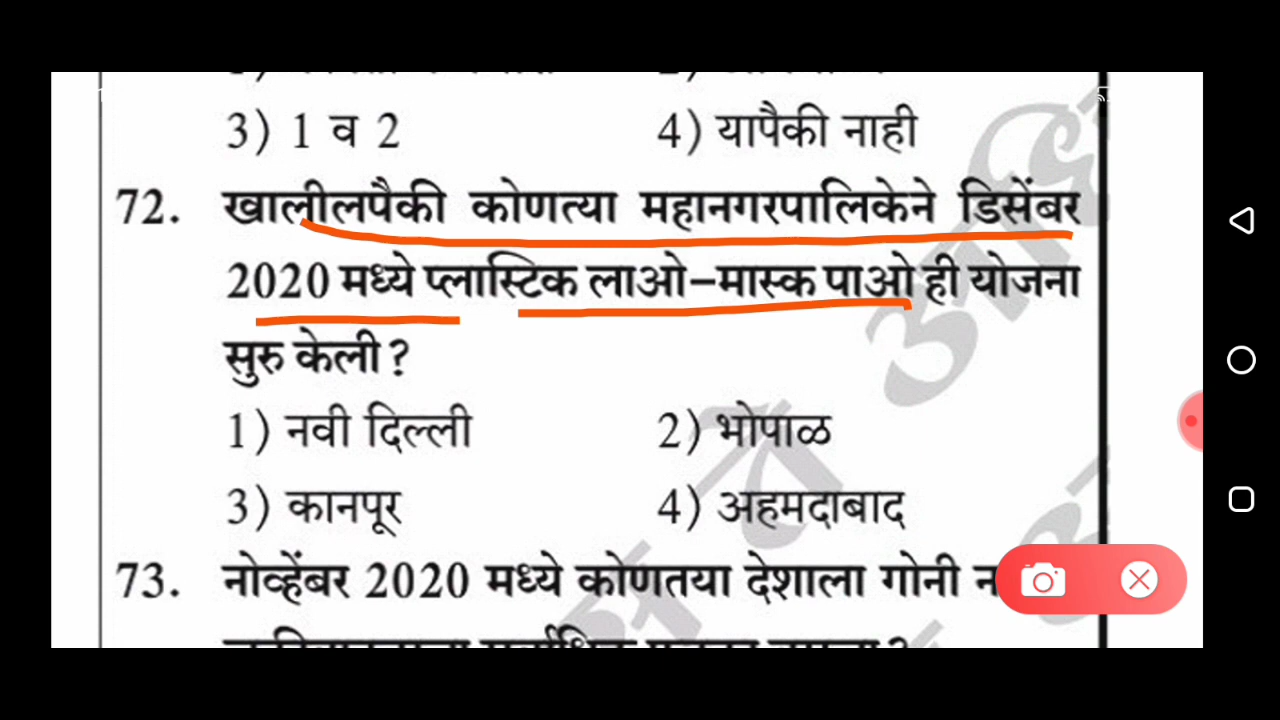 3) 1 व 2 4) यापैकी नाही
72. खालीलपैकी कोणत्या महानगरपालिकेने डिसेंबर
2020 मध्ये प्लास्टिक लाओ-मास्क पाओ ही योजना
सुरु केली?
1) नवी दिल्ली 2) भोपाळ
3) कानपूर 4) अहमदाबाद
73. नोव्हेंबर 2020 मध्ये कोणतया देशाला गोनी